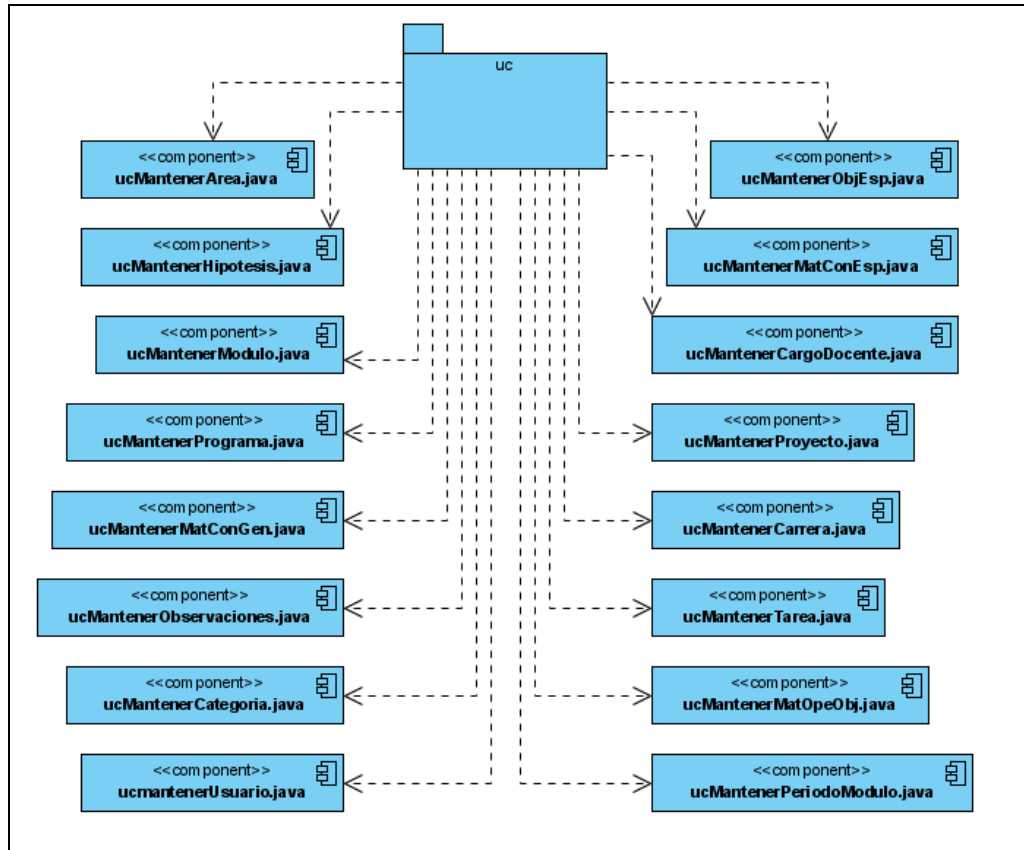 uc
<<component>>
ucMantenerArea.java
<<component>>
ucMantenerObjEsp.java
<<component>>
ucMantenerHipotesis.java
<<component>>
ucMantenerMatConEsp.java
<<component>>
ucMantenerModulo.java
<<component>>
ucMantenerCargoDocente.java
<<component>>
ucMantenerPrograma.java
<<component>>
ucMantenerProyecto.java
<<component>>
ucMantenerMatConGen.java
<<component>>
ucMantenerCarrera.java
<<component>>
ucMantenerObservaciones.java
<<component>>
ucMantenerTarea.java
<<component>>
ucMantenerCategoria.java
<<component>>
ucMantenerMatOpeObj.java
<<component>>
ucmantenerUsuario.java
<<component>>
ucMantenerPeriodoModulo.java